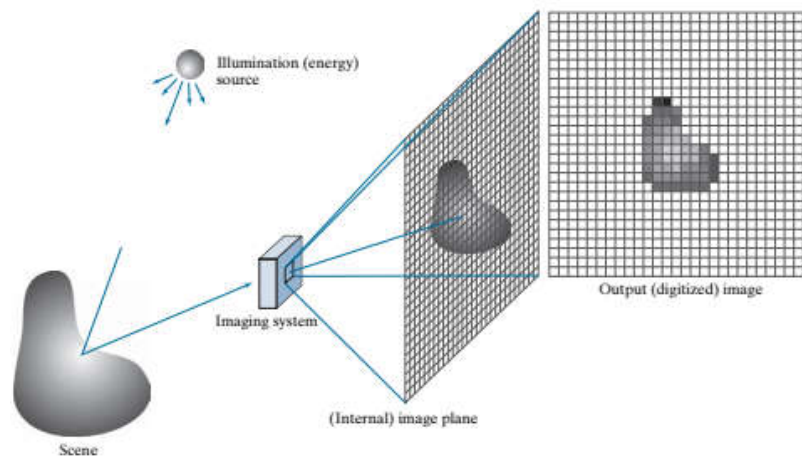 Illumination (energy)
source
Output (digitized) image
Imaging system
(Internal) image plane
Scene